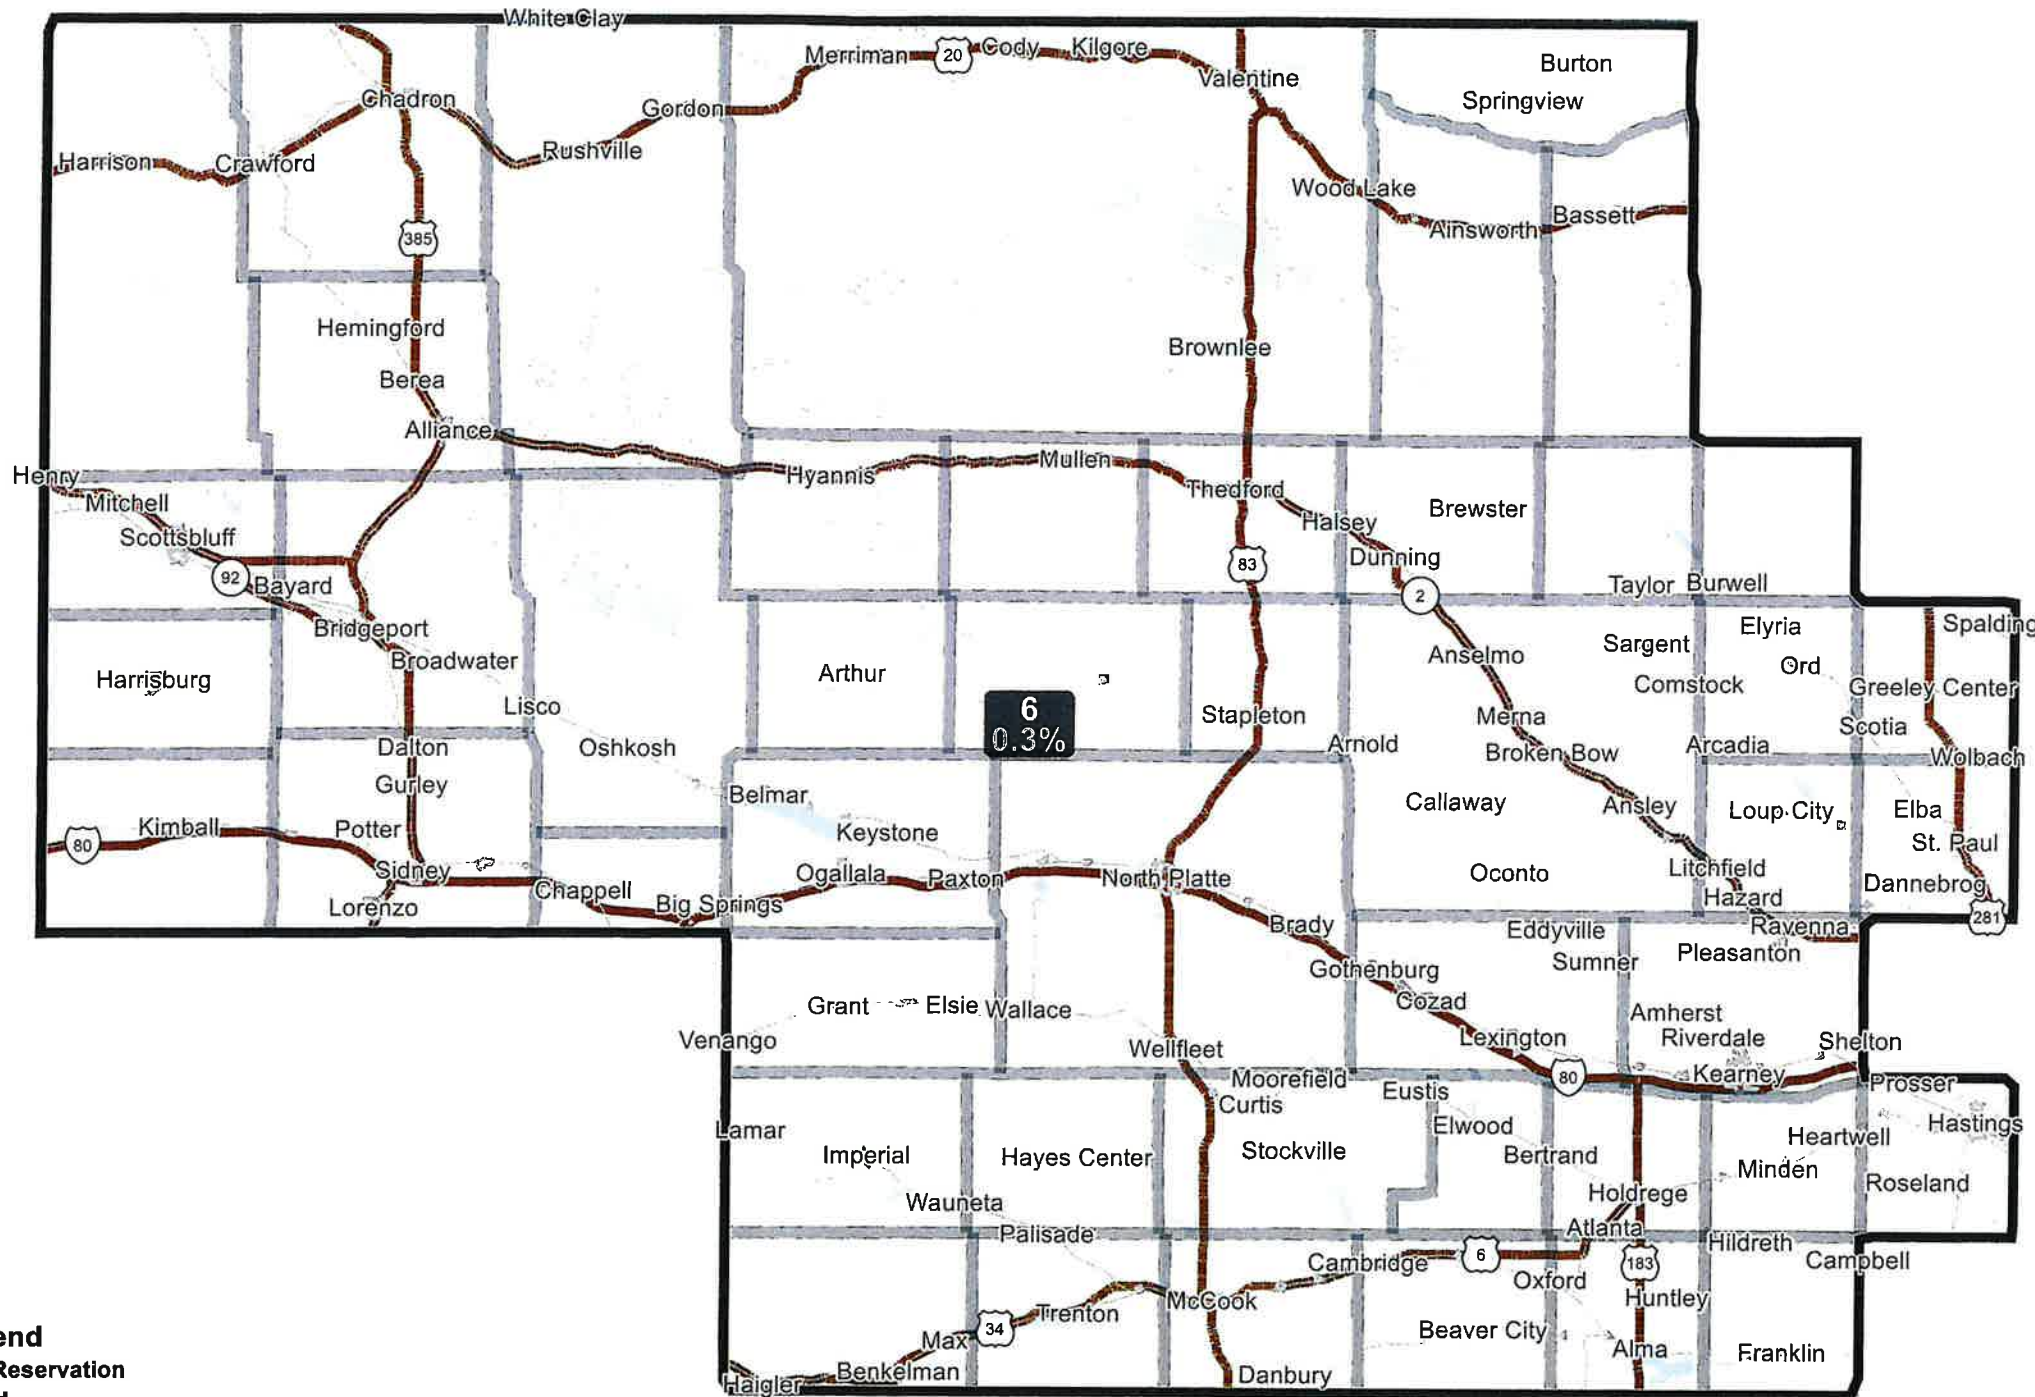 White Clay
Merriman
20
Cody
Kilgore
Valentine
Burton
Springview
Chadron
Gordon
Rushville
Harrison
Crawford
Wood Lake
Ainsworth
Bassett
385
Hemingford
Brownlee
Berea
Alliance
Henry
Mitchell
Hyannis
Mullen
Thedford
Halsey
Brewster
Scottsbluff
Dunning
83
92
Bayard
2
Taylor
Burwell
Bridgeport
Broadwater
Elyria
Spalding
Sargent
Anselmo
Ord
Harrisburg
Arthur
Comstock
Greeley Center
Lisco
6
0.3%
Stapleton
Merna
Scotia
Dalton
Oshkosh
Arnold
Broken Bow
Arcadia
Wolbach
Gurley
Belmar
Callaway
Ansley
Loup City
Elba
Kimball
Potter
Keystone
St. Paul
80
Sidney
Ogallala
Paxton
North Platte
Oconto
Litchfield
Dannebrog
Chappell
Big Springs
Hazard
Lorenzo
Brady
Eddyville
Ravenna
281
Sumner
Pleasanton
Gothenburg
Cozad
Grant
Elsie
Wallace
Amherst
Riverdale
Lexington
Shelton
Venango
Wellfleet
Moorefield
80
Kearney
Prosser
Curtis
Eustis
Elwood
Hastings
Lamar
Heartwell
Imperial
Hayes Center
Stockville
Bertrand
Minden
Roseland
Wauneta
Holdrege
Palisade
Atlanta
Hildreth
Campbell
Cambridge
6
183
Oxford
McCook
Huntley
Trenton
34
Max
Beaver City
Alma
Franklin
Benkelman
Haigler
Danbury
end
Reservation